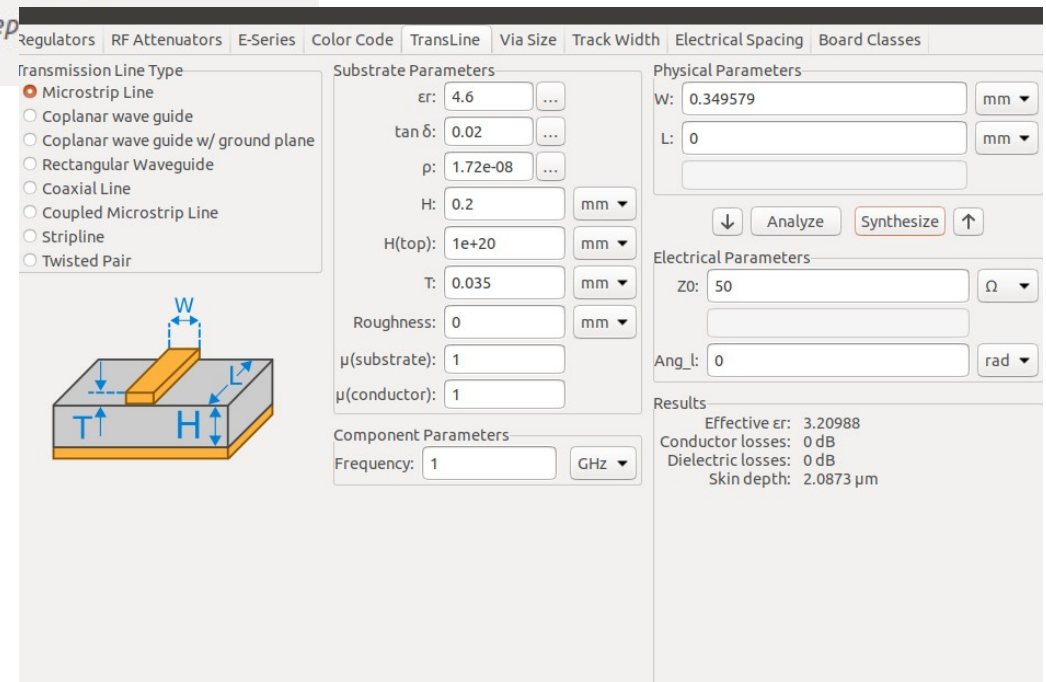 ep
Regulators RF Attenuators E-Series Color Code TransLine Via Size Track Width Electrical Spacing Board Classes
Transmission Line Type
Microstrip Line
Coplanar wave guide
Coplanar wave guide w/ ground plane
Rectangular Waveguide
Coaxial Line
Coupled Microstrip Line
Stripline
Twisted Pair
W
L
T
H
Substrate Parameters
εr: 4.6 ...
tan δ: 0.02 ...
ρ: 1.72e-08 ...
H: 0.2 mm
H(top): 1e+20 mm
T: 0.035 mm
Roughness: 0 mm
μ(substrate): 1
μ(conductor): 1
Component Parameters
Frequency: 1 GHz
Physical Parameters
W: 0.349579 mm
L: 0 mm
↓ Analyze Synthesize ↑
Electrical Parameters
Z0: 50 Ω
Ang_l: 0 rad
Results
Effective εr: 3.20988
Conductor losses: 0 dB
Dielectric losses: 0 dB
Skin depth: 2.0873 µm